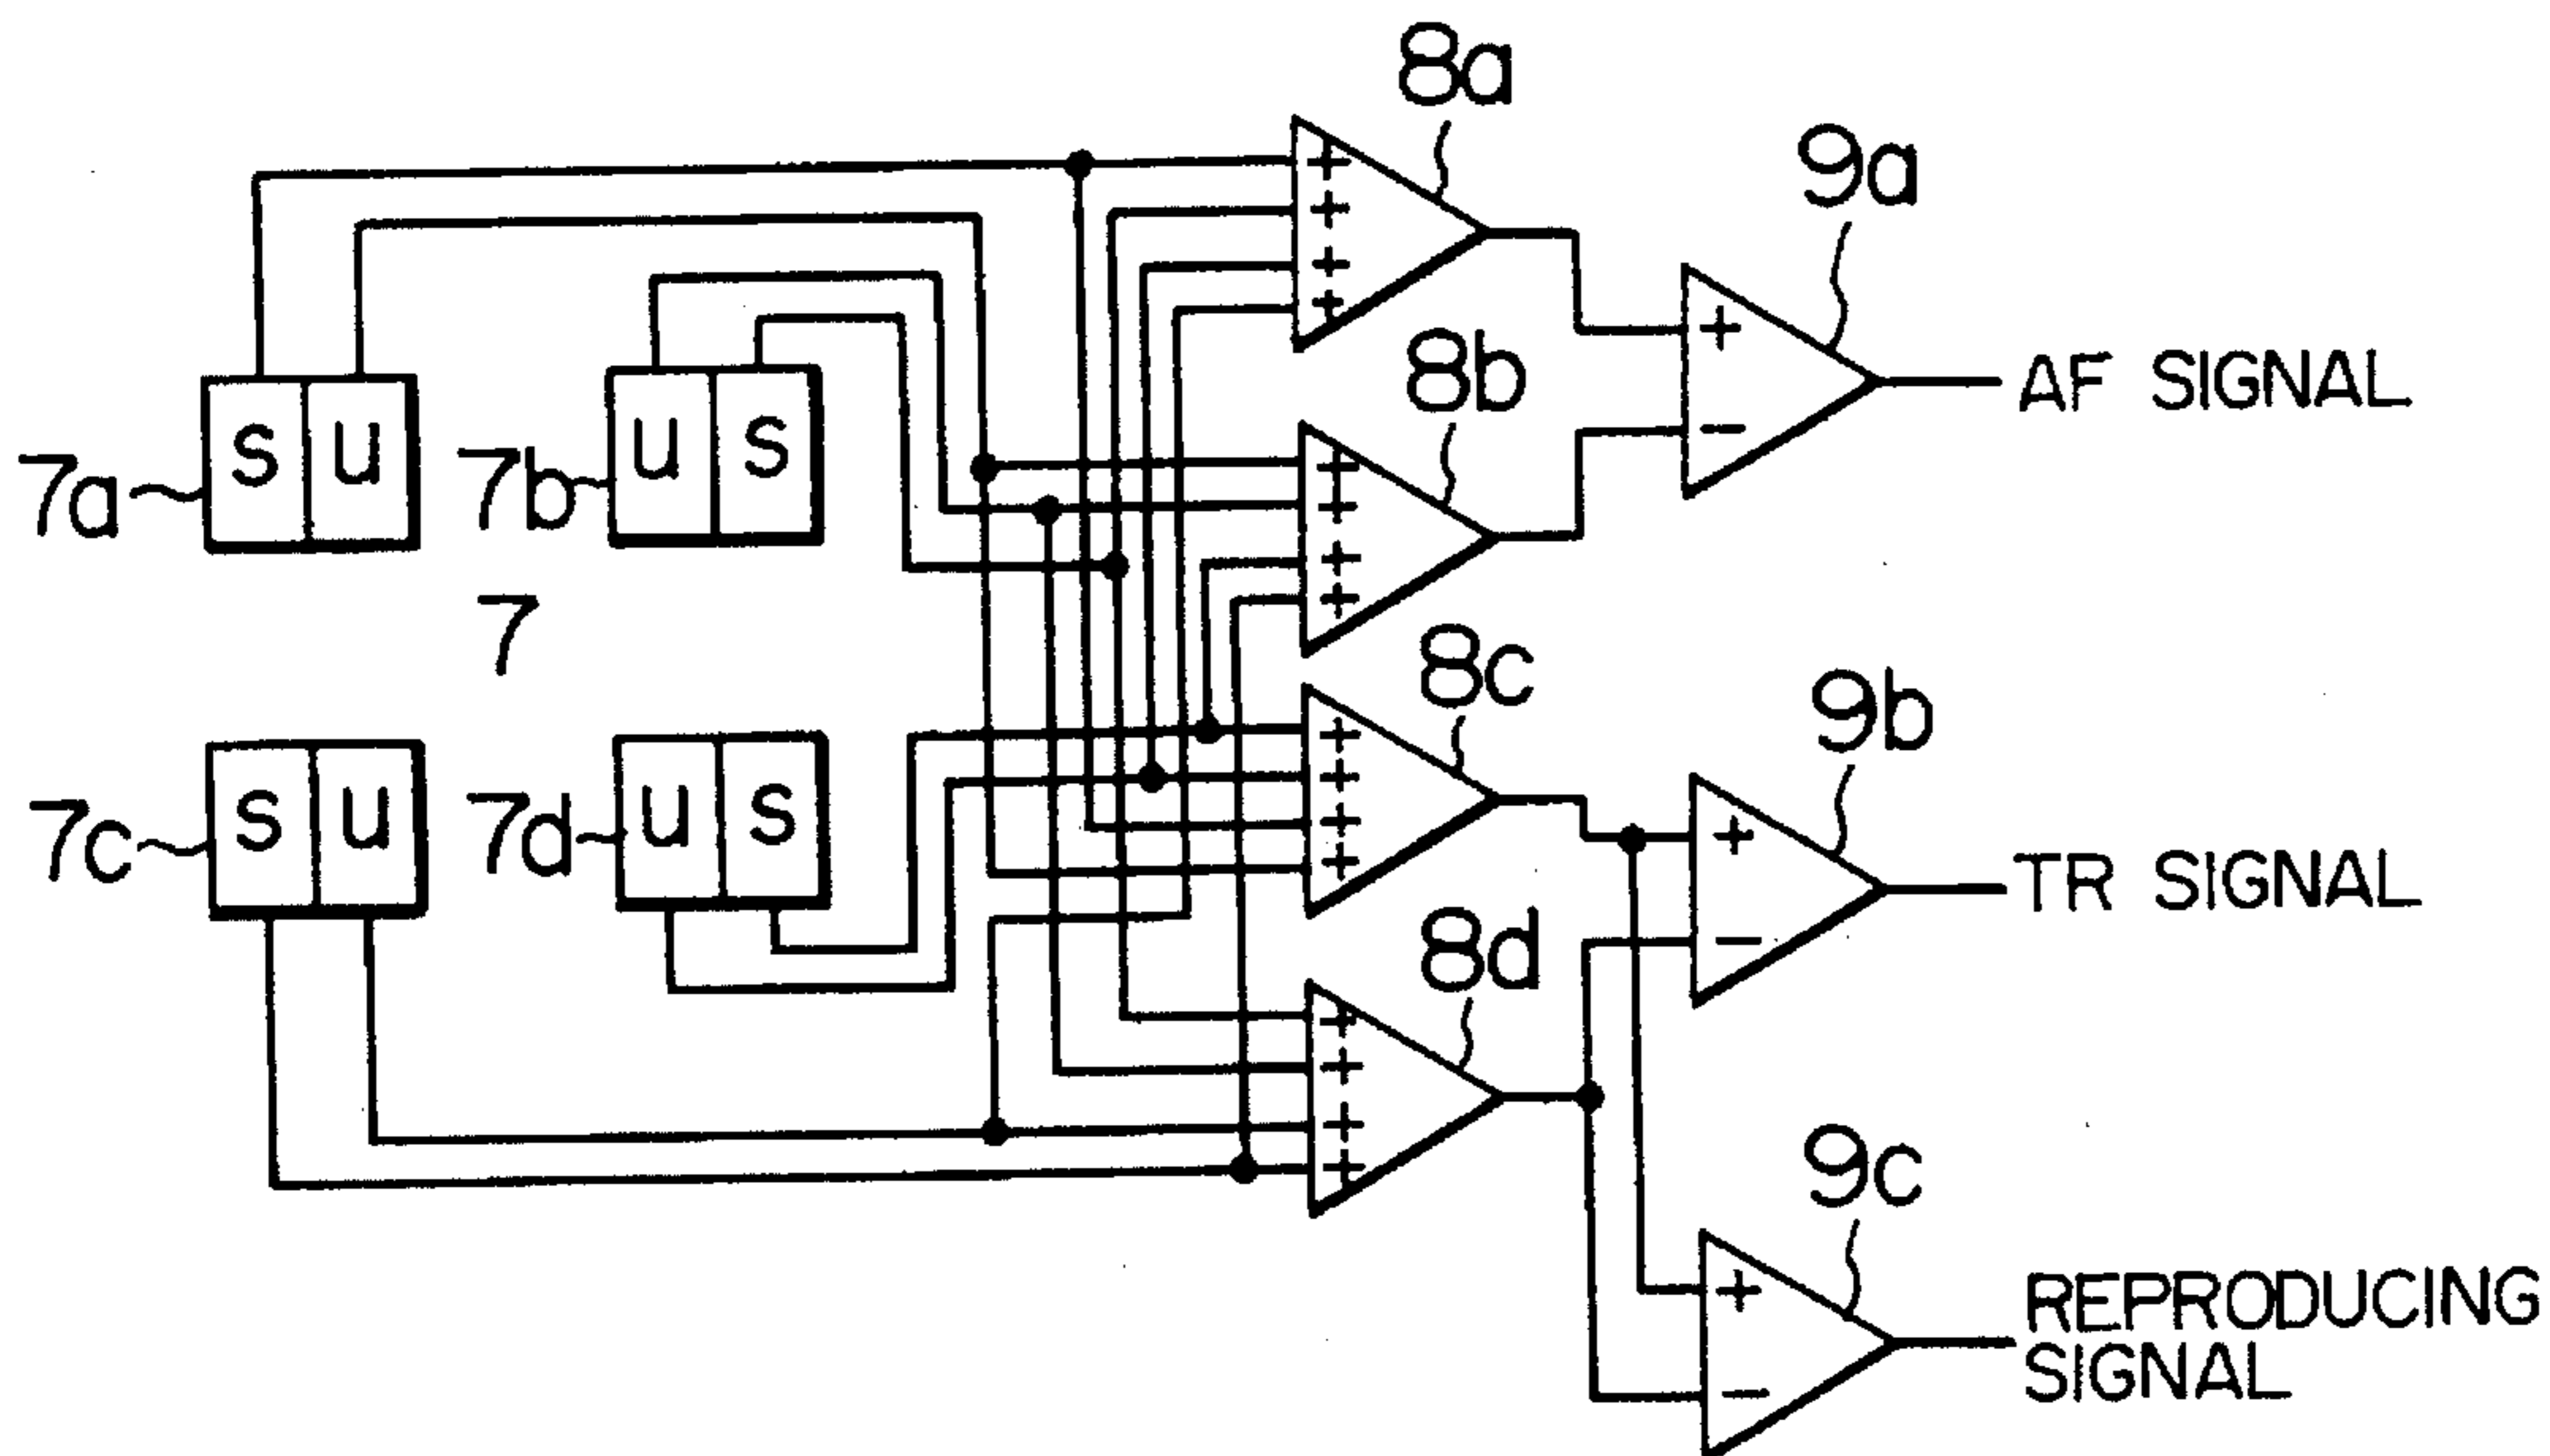 8a
9a
+
+
+
+
+
−
AF SIGNAL
8b
s u
u s
7a
7b
+
+
+
+
7
8c
9b
s u
u s
7c
7d
+
+
+
+
+
−
TR SIGNAL
8d
+
+
+
+
9c
+
−
REPRODUCING
SIGNAL